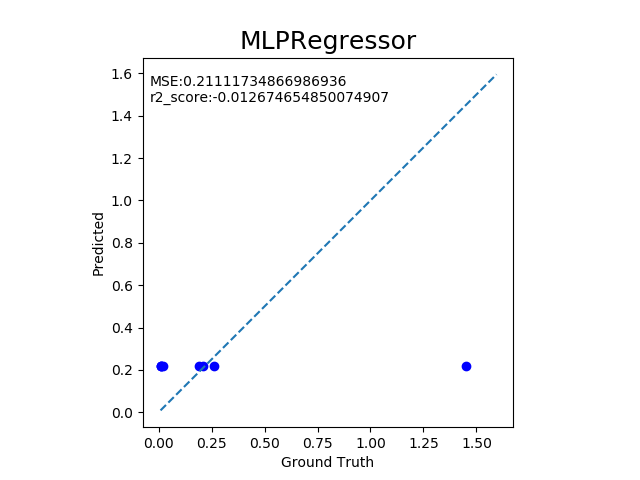 MLPRegressor
MSE:0.21111734866986936
r2_score:-0.012674654850074907
1.6
1.4
1.2
1.0
0.8
0.6
0.4
0.2
0.0
Predicted
0.00 0.25 0.50 0.75 1.00 1.25 1.50
Ground Truth